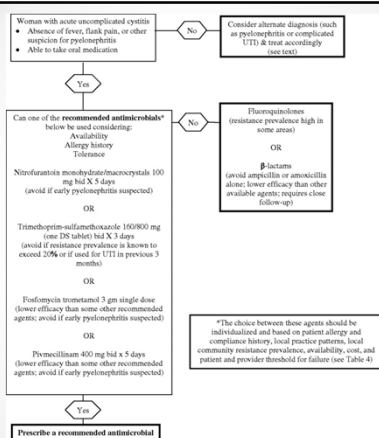 Woman with acute uncomplicated cystitis
• Absence of fever, flank pain, or other
suspicion for pyelonephritis
• Able to take oral medication
No
Consider alternate diagnosis (such
as pyelonephritis or complicated
UTI) & treat accordingly
(see text)
Yes
Can one of the recommended antimicrobials*
below be used considering:
Availability
Allergy history
Tolerance
Nitrofurantoin monohydrate/macrocrystals 100
mg bid X 5 days
(avoid if early pyelonephritis suspected)
OR
Trimethoprim-sulfamethoxazole 160/800 mg
(one DS tablet) bid X 3 days
(avoid if resistance prevalence is known to
exceed 20% or if used for UTI in previous 3
months)
OR
Fosfomycin trometamol 3 gm single dose
(lower efficacy than some other recommended
agents; avoid if early pyelonephritis suspected)
OR
Pivmecillinam 400 mg bid x 5 days
(lower efficacy than some other recommended
agents; avoid if early pyelonephritis suspected)
No
Fluoroquinolones
(resistance prevalence high in
some areas)
OR
β-lactams
(avoid ampicillin or amoxicillin
alone; lower efficacy than other
available agents; requires close
follow-up)
*The choice between these agents should be
individualized and based on patient allergy and
compliance history, local practice patterns, local
community resistance prevalence, availability, cost, and
patient and provider threshold for failure (see Table 4)
Yes
Prescribe a recommended antimicrobial